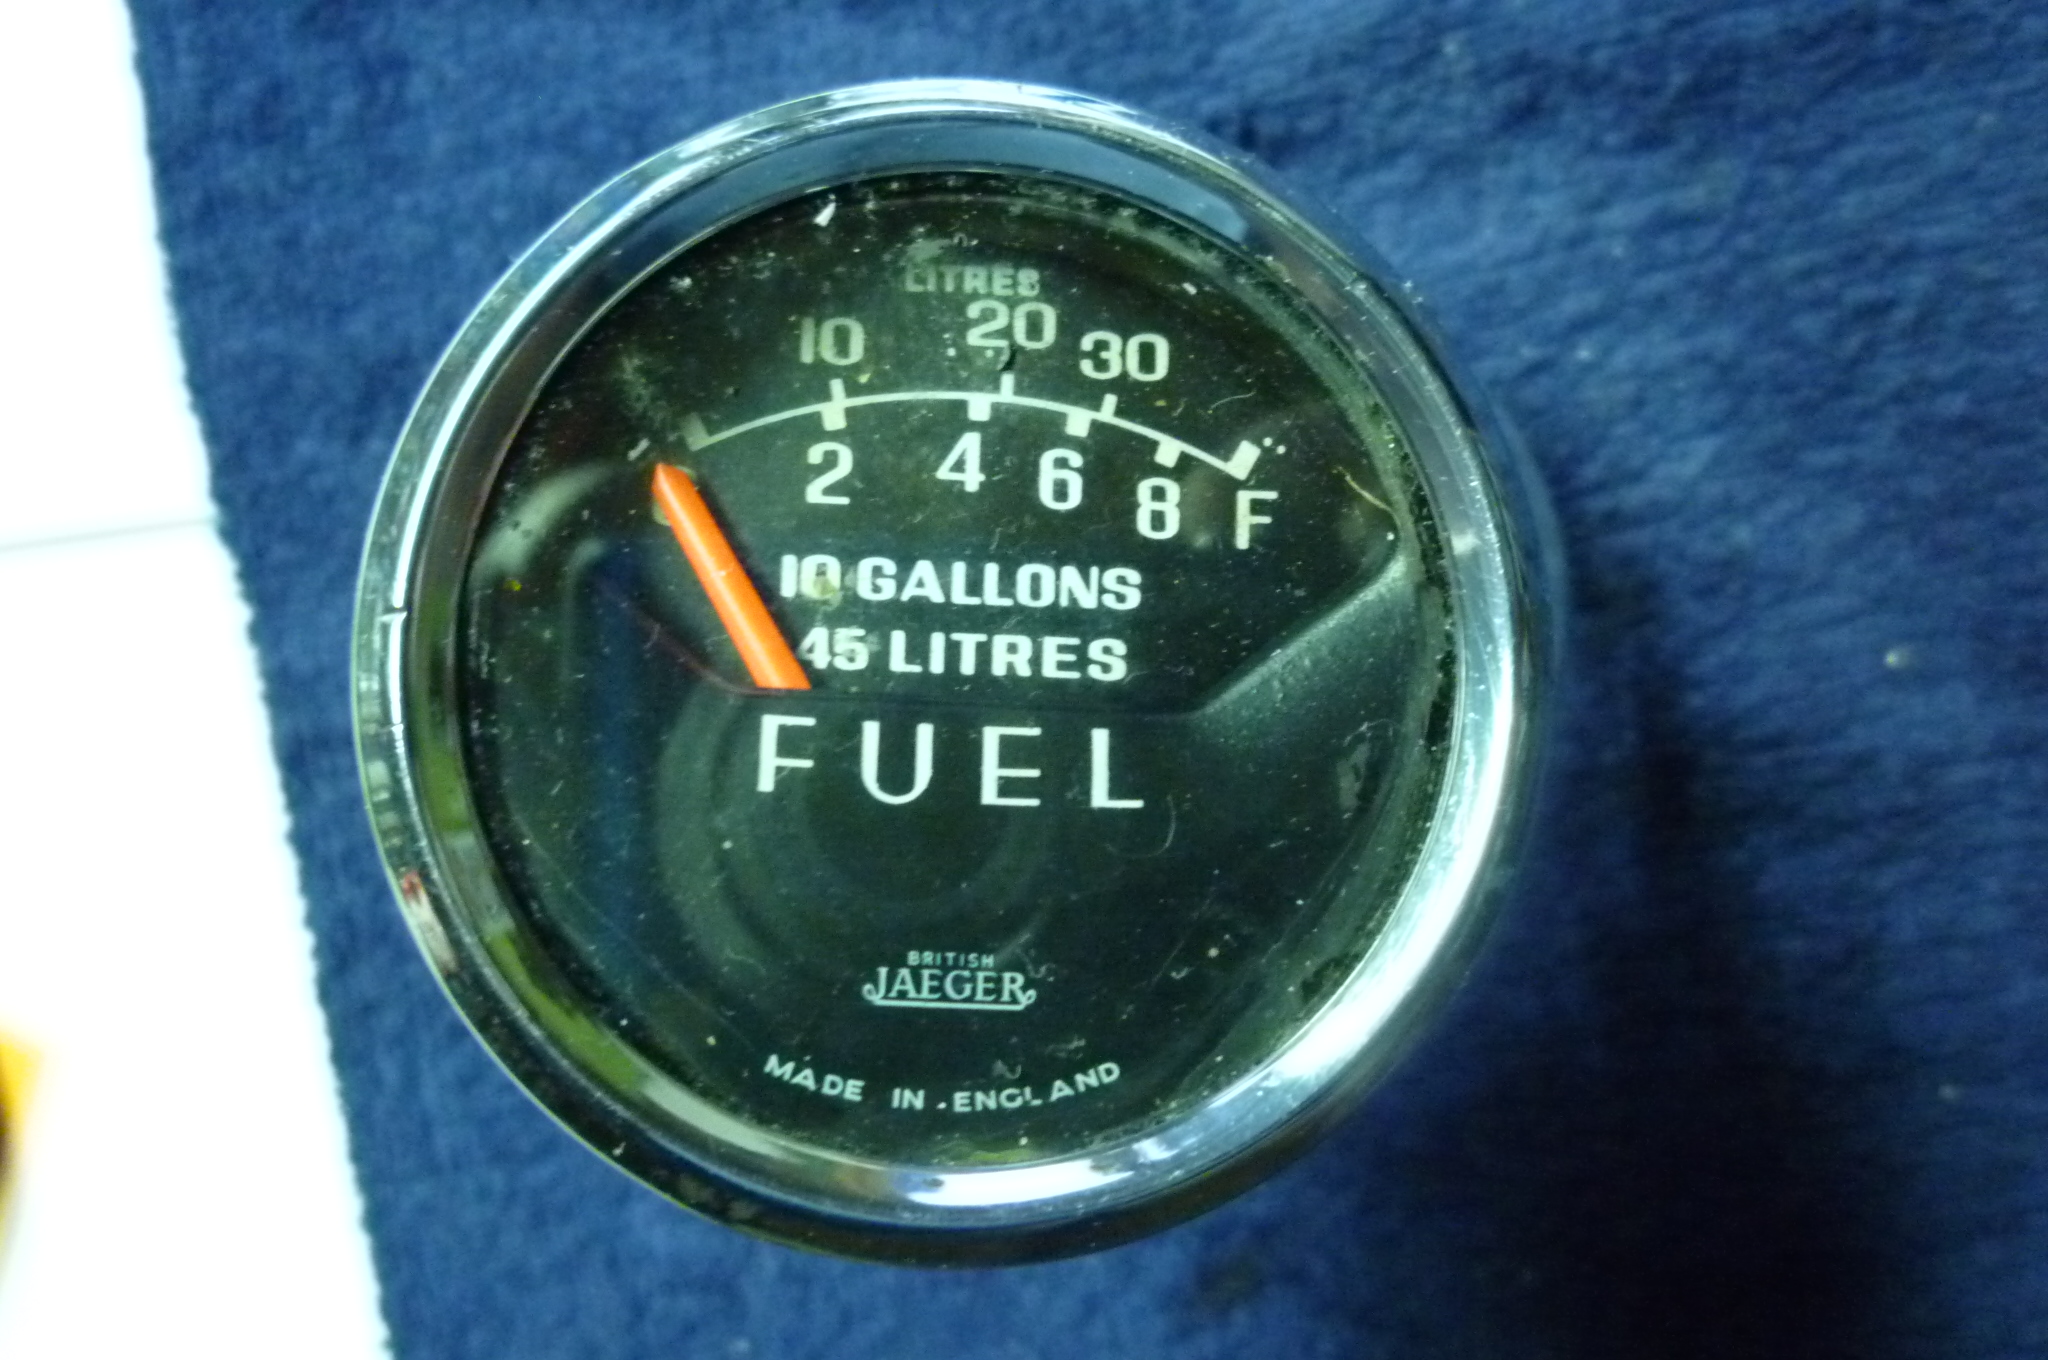 LITRES
10 20 30
2 4 6 8 F
10 GALLONS
45 LITRES
FUEL
BRITISH
JAEGER
MADE IN ENGLAND